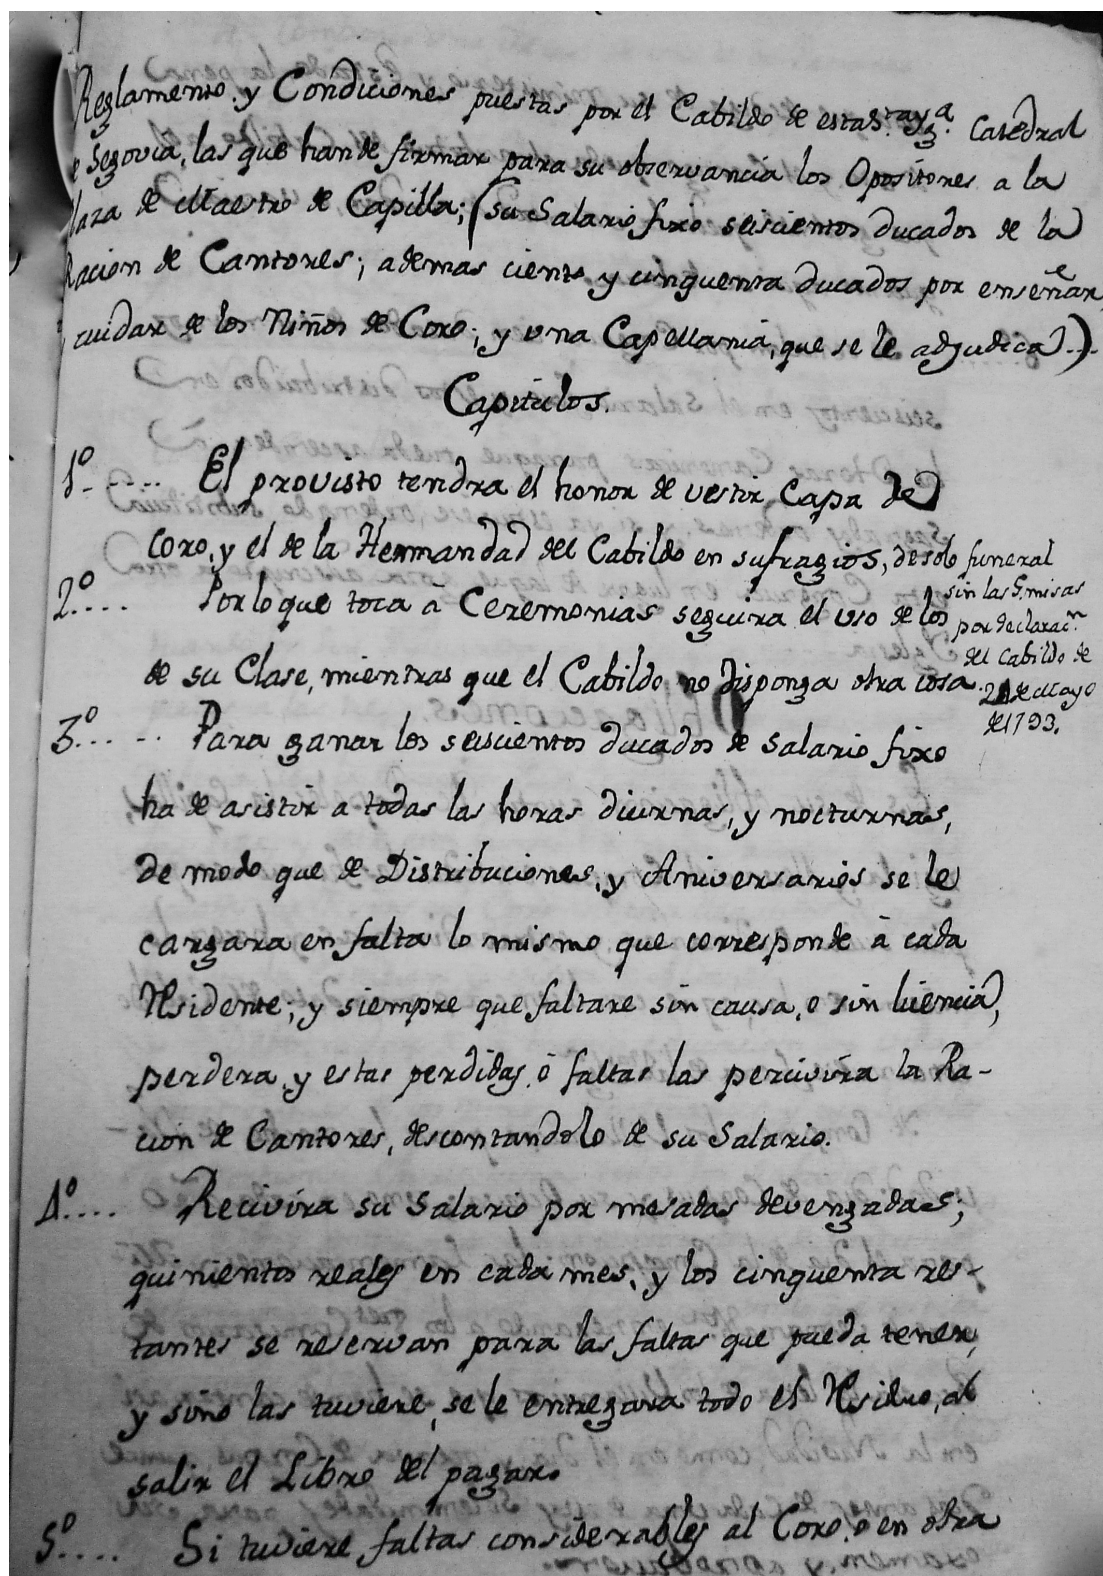 Reglamento, y Condiciones puestas por el Cabildo de esta S.ta Yg.a Catedral
e Segovia, las que han de firmar para su observancia los Opositores a la
laza de Maestro de Capilla; (su Salario fixo seiscientos ducados de la
Racion de Cantores; ademas ciento y cinquenta ducados por enseñar, e
cuidar de los Niños de Coro; y una Capellania, que se le adjudica)...
Capitulos.
1º..... El provisto tendra el honor de vestir Capa de
Coro, y el de la Hermandad del Cabildo en sufragios, de solo funeral
sin las 5. misas
por declarac.n
del Cabildo de
de Mayo
de 1793.
2º.... Por lo que toca â Ceremonias seguira el uso de los
de su Clase, mientras que el Cabildo no disponga otra cosa.
3º..... Para ganar los seiscientos ducados de salario fixo
ha de asistir a todas las horas diurnas, y nocturnas,
de modo que de Distribuciones, y Aniversarios se le
cargara en falta lo mismo que corresponde â cada
Residente; y siempre que faltare sin causa, o sin licencia,
perdera, y estas perdidas, ô faltas las percivira la Ra-
cion de Cantores, descontandolo de su Salario.
4º.... Recivira su salario por mesadas devengadas;
quinientos reales en cada mes, y los cinquenta res-
tantes se reservan para las faltas que pueda tener,
y sino las tuviere, se le entregara todo el Residuo, al
salir el Libro del pagar.
5º.... Si tuviere faltas considerables al Coro, o en otra